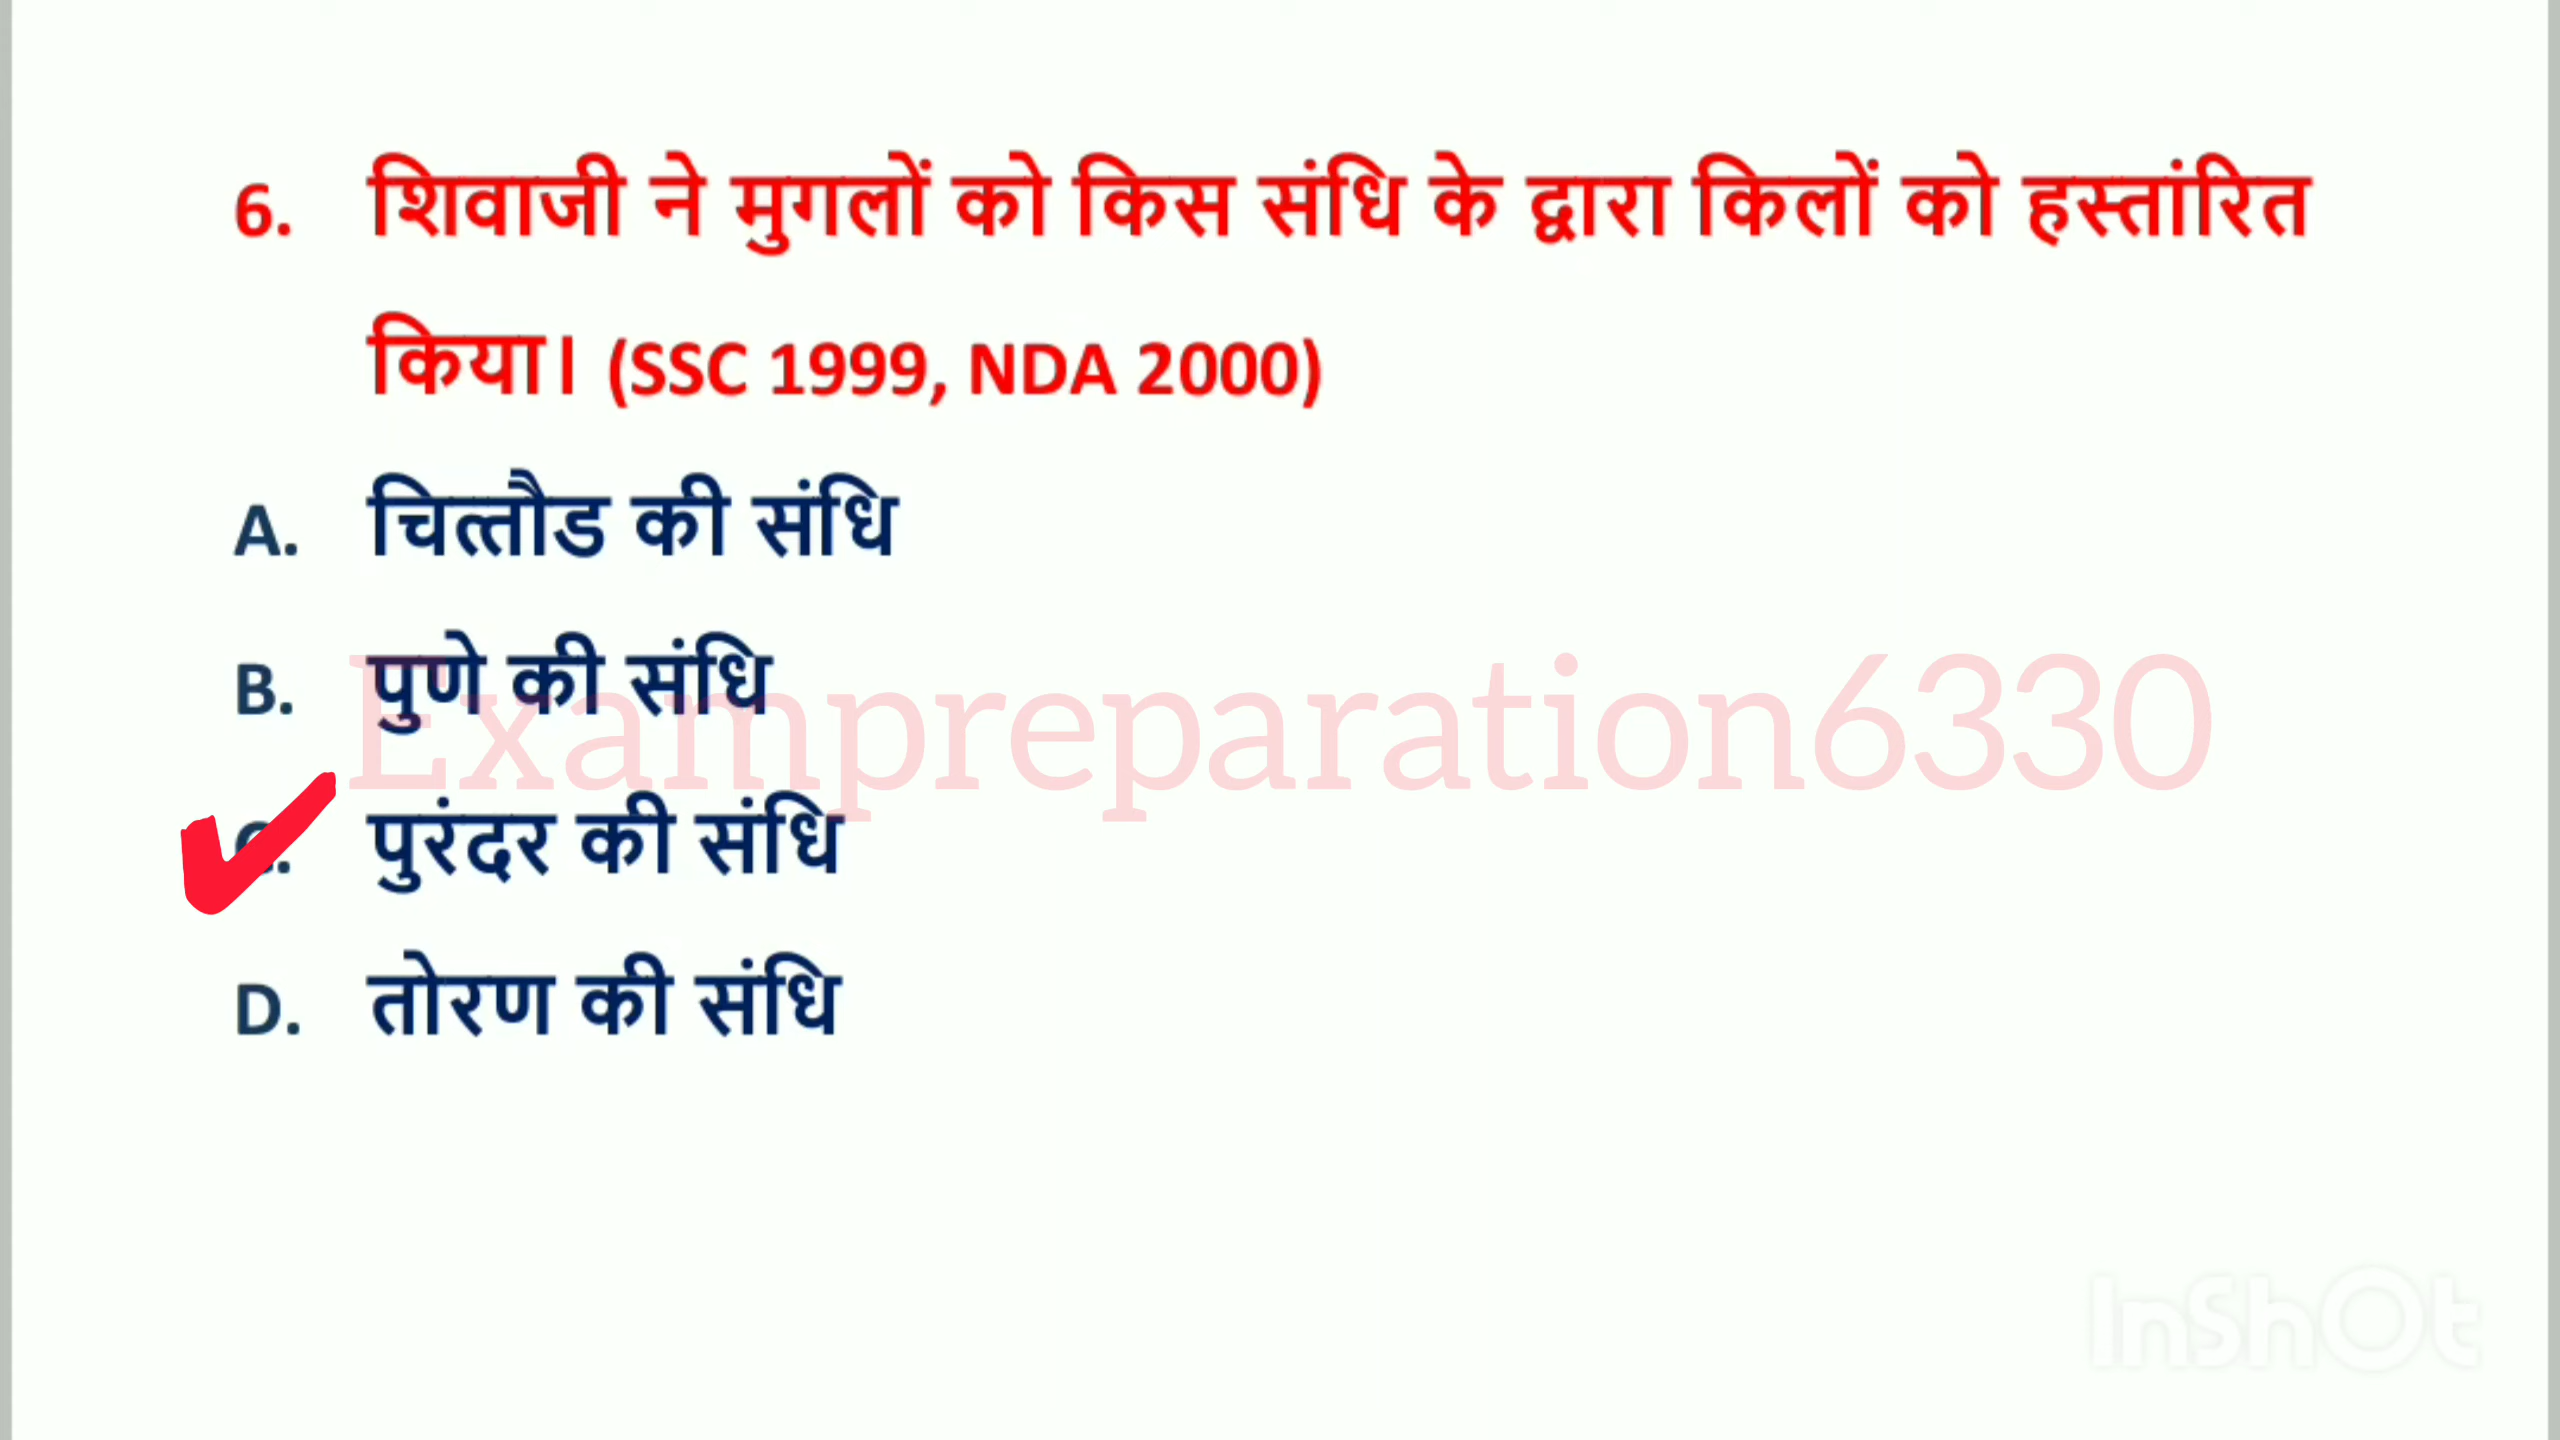 6. शिवाजी ने मुगलों को किस संधि के द्वारा किलों को हस्तांरित
किया। (SSC 1999, NDA 2000)
A. चित्तौड की संधि
B. पुणे की संधि
Exampreparation6330
C. पुरंदर की संधि
D. तोरण की संधि
InShOt